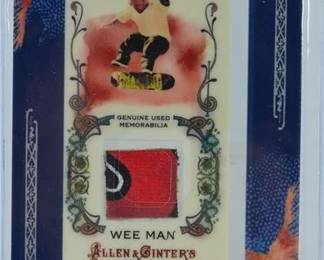 GENUINE USED
MEMORABILIA
WEE MAN
ALLEN & GINTER'S